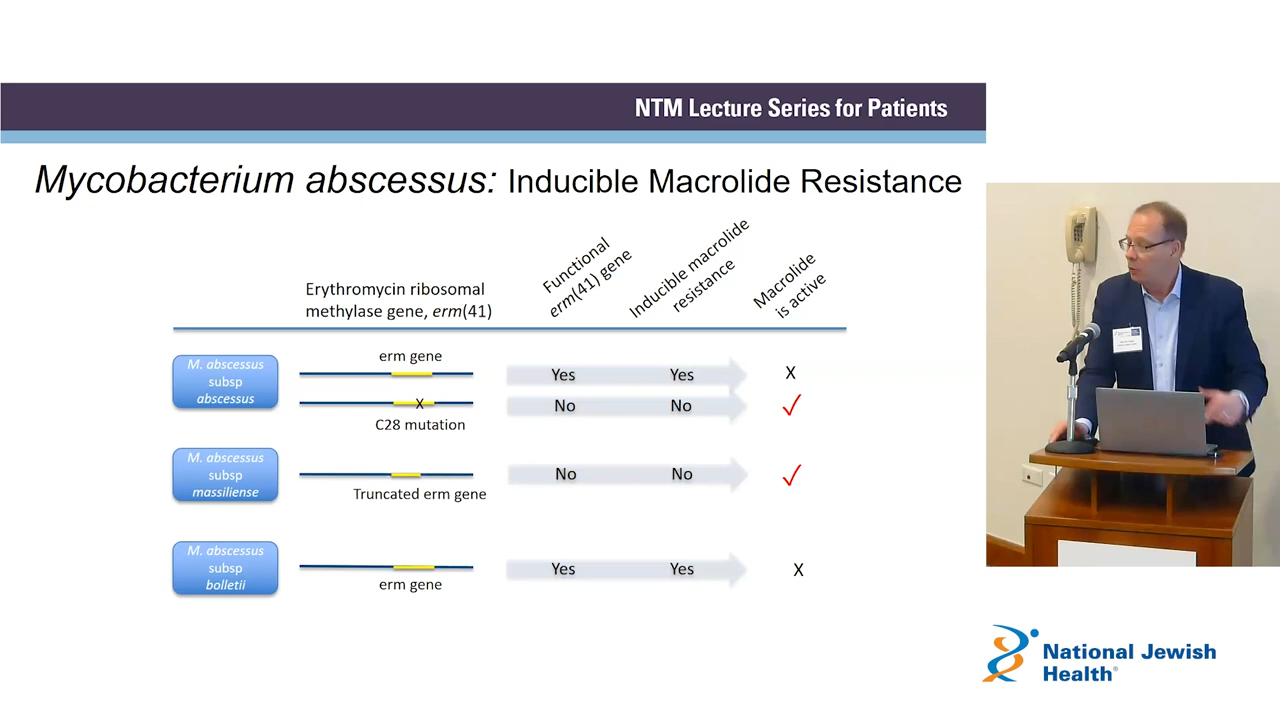 NTM Lecture Series for Patients
Mycobacterium abscessus: Inducible Macrolide Resistance
Erythromycin ribosomal
methylase gene, erm(41)
Functional
erm(41) gene
Inducible macrolide
resistance
Macrolide
is active
M. abscessus
subsp
abscessus
erm gene
Yes
Yes
X
X
No
No
✓
C28 mutation
M. abscessus
subsp
massiliense
No
No
✓
Truncated erm gene
M. abscessus
subsp
bolletii
Yes
Yes
X
erm gene
National Jewish
Health®